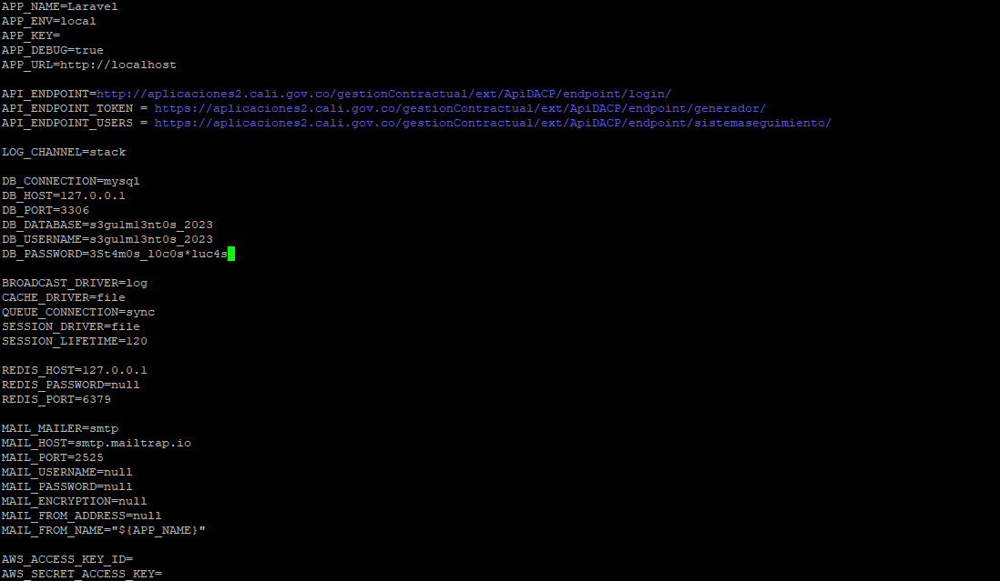 APP_NAME=Laravel
APP_ENV=local
APP_KEY=
APP_DEBUG=true
APP_URL=http://localhost
API_ENDPOINT=http://aplicaciones2.cali.gov.co/gestionContractual/ext/ApiDACP/endpoint/login/
API_ENDPOINT_TOKEN = https://aplicaciones2.cali.gov.co/gestionContractual/ext/ApiDACP/endpoint/generador/
API_ENDPOINT_USERS = https://aplicaciones2.cali.gov.co/gestionContractual/ext/ApiDACP/endpoint/sistemaseguimiento/
LOG_CHANNEL=stack
DB_CONNECTION=mysql
DB_HOST=127.0.0.1
DB_PORT=3306
DB_DATABASE=s3gu1m13nt0s_2023
DB_USERNAME=s3gu1m13nt0s_2023
DB_PASSWORD=3St4m0s_l0c0s*luc4s
BROADCAST_DRIVER=log
CACHE_DRIVER=file
QUEUE_CONNECTION=sync
SESSION_DRIVER=file
SESSION_LIFETIME=120
REDIS_HOST=127.0.0.1
REDIS_PASSWORD=null
REDIS_PORT=6379
MAIL_MAILER=smtp
MAIL_HOST=smtp.mailtrap.io
MAIL_PORT=2525
MAIL_USERNAME=null
MAIL_PASSWORD=null
MAIL_ENCRYPTION=null
MAIL_FROM_ADDRESS=null
MAIL_FROM_NAME="${APP_NAME}"
AWS_ACCESS_KEY_ID=
AWS_SECRET_ACCESS_KEY=